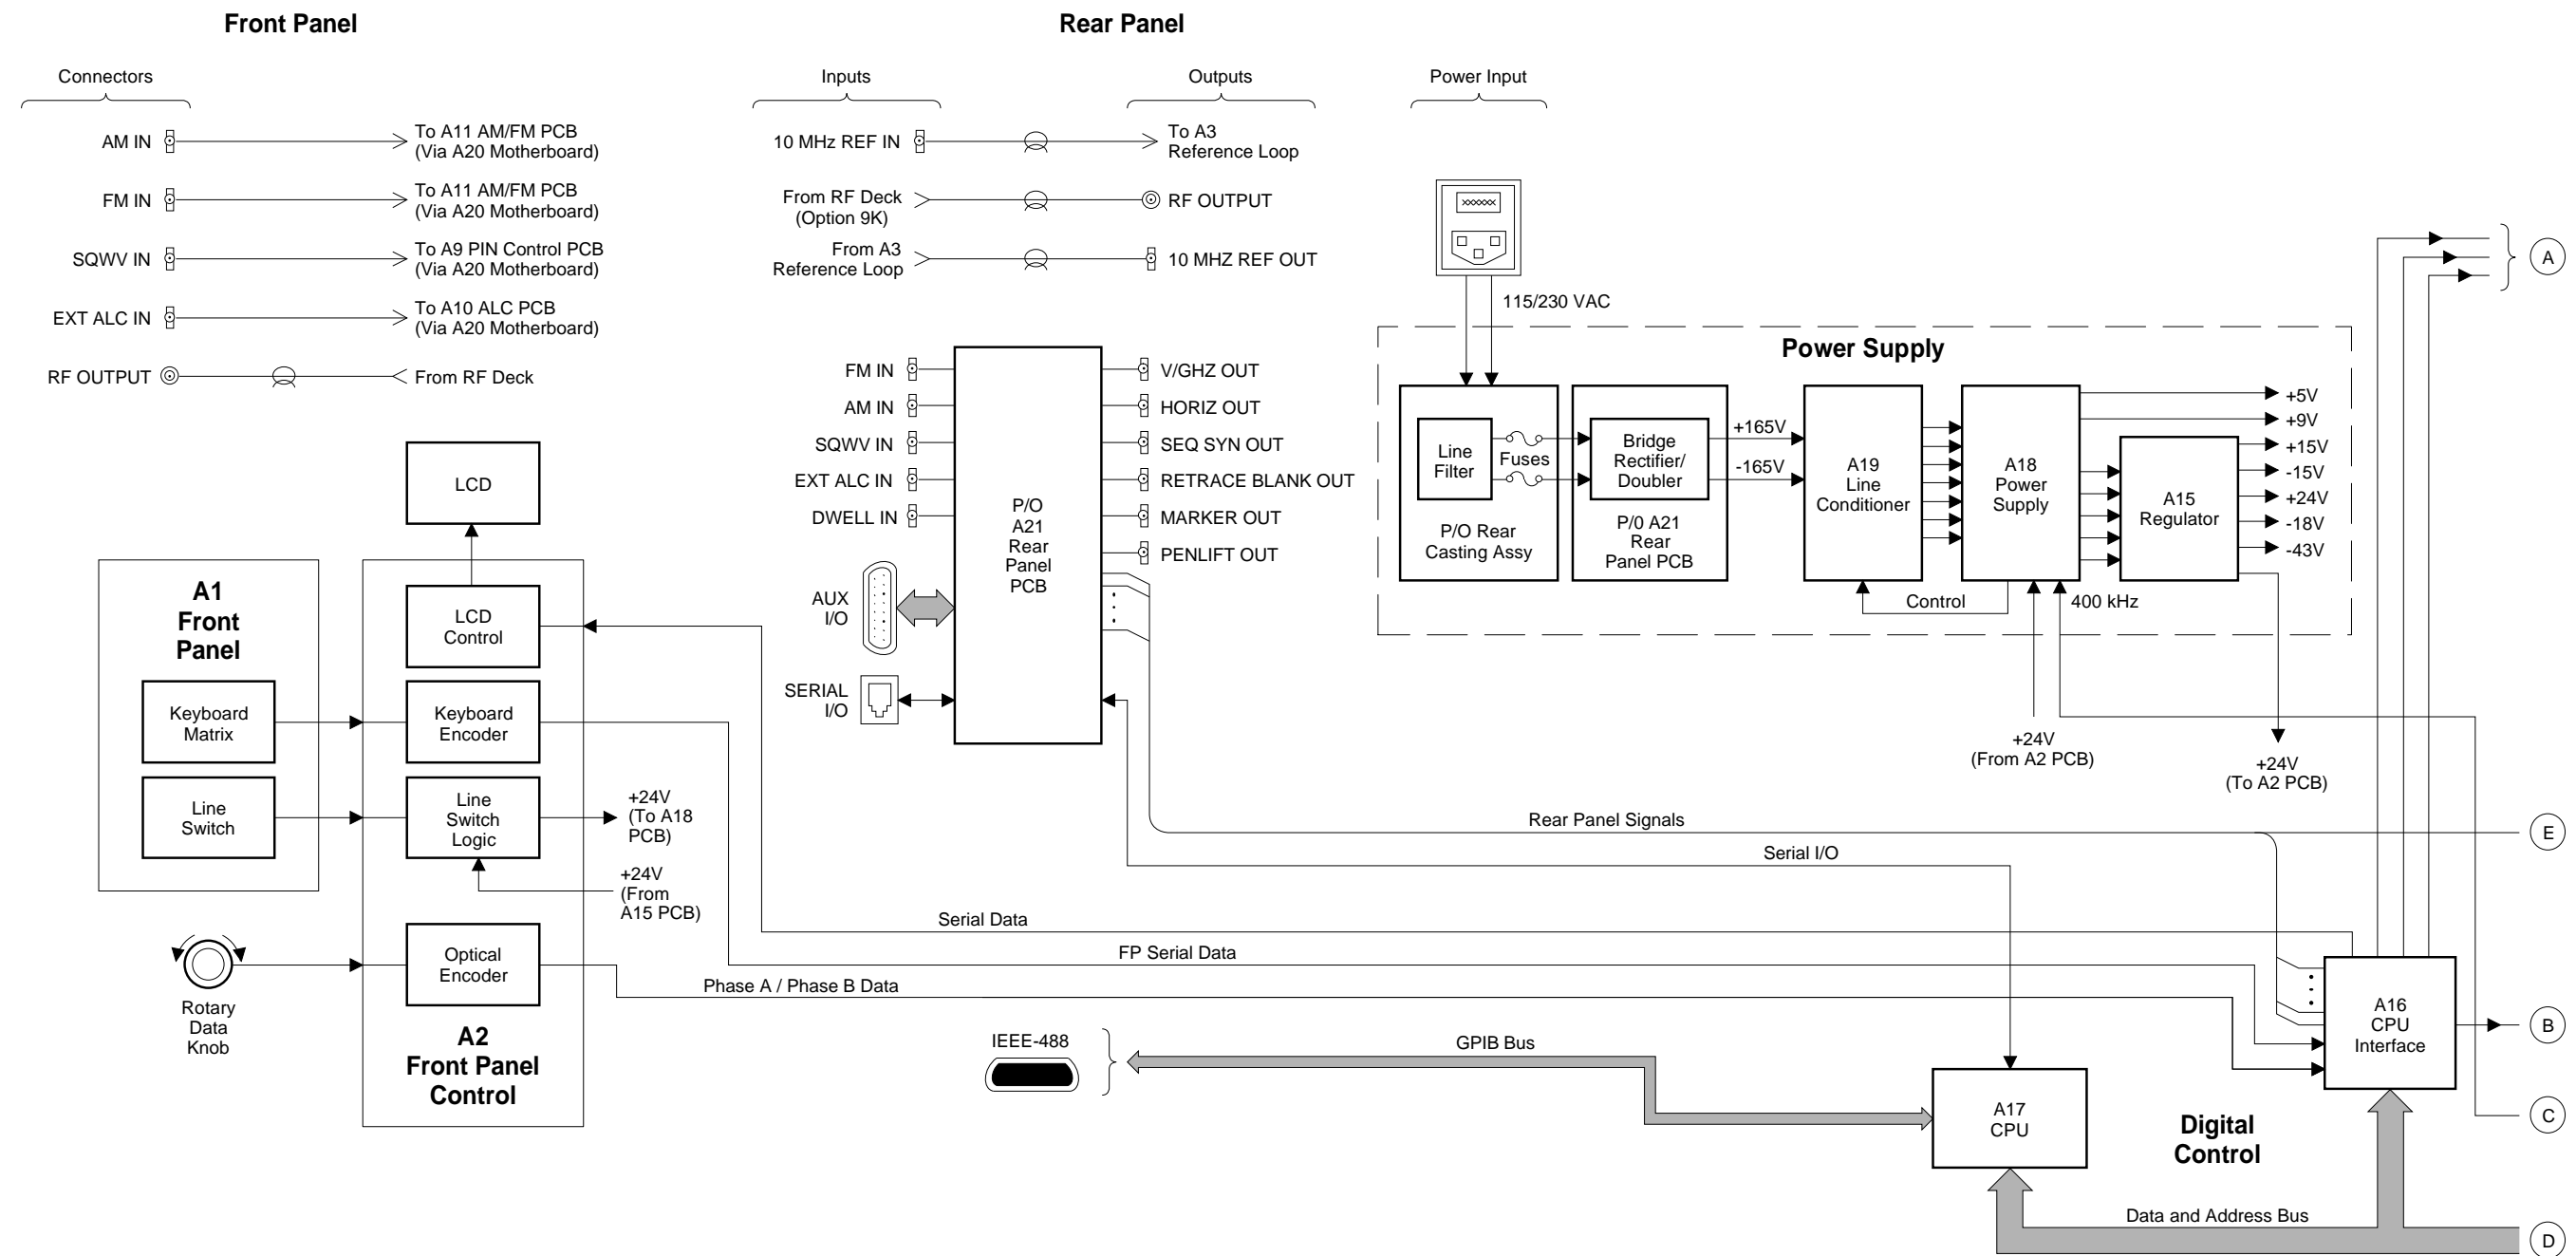 Front Panel
Connectors
AM IN
To A11 AM/FM PCB
(Via A20 Motherboard)
FM IN
To A11 AM/FM PCB
(Via A20 Motherboard)
SQWV IN
To A9 PIN Control PCB
(Via A20 Motherboard)
EXT ALC IN
To A10 ALC PCB
(Via A20 Motherboard)
RF OUTPUT
From RF Deck
LCD
A1
Front
Panel
Keyboard
Matrix
Line
Switch
LCD
Control
Keyboard
Encoder
Line
Switch
Logic
+24V
(To A18
PCB)
+24V
(From
A15 PCB)
Optical
Encoder
Rotary
Data
Knob
A2
Front Panel
Control
Rear Panel
Inputs
Outputs
Power Input
10 MHz REF IN
To A3
Reference Loop
From RF Deck
(Option 9K)
RF OUTPUT
From A3
Reference Loop
10 MHZ REF OUT
FM IN
AM IN
SQWV IN
EXT ALC IN
DWELL IN
AUX
I/O
SERIAL
I/O
P/O
A21
Rear
Panel
PCB
V/GHZ OUT
HORIZ OUT
SEQ SYN OUT
RETRACE BLANK OUT
MARKER OUT
PENLIFT OUT
115/230 VAC
Power Supply
Line
Filter
Fuses
P/O Rear
Casting Assy
Bridge
Rectifier/
Doubler
P/0 A21
Rear
Panel PCB
+165V
-165V
A19
Line
Conditioner
A18
Power
Supply
A15
Regulator
+5V
+9V
+15V
-15V
+24V
-18V
-43V
Control
400 kHz
+24V
(From A2 PCB)
+24V
(To A2 PCB)
Rear Panel Signals
Serial I/O
Serial Data
FP Serial Data
Phase A / Phase B Data
IEEE-488
GPIB Bus
A17
CPU
A16
CPU
Interface
Digital
Control
Data and Address Bus
A
E
B
C
D